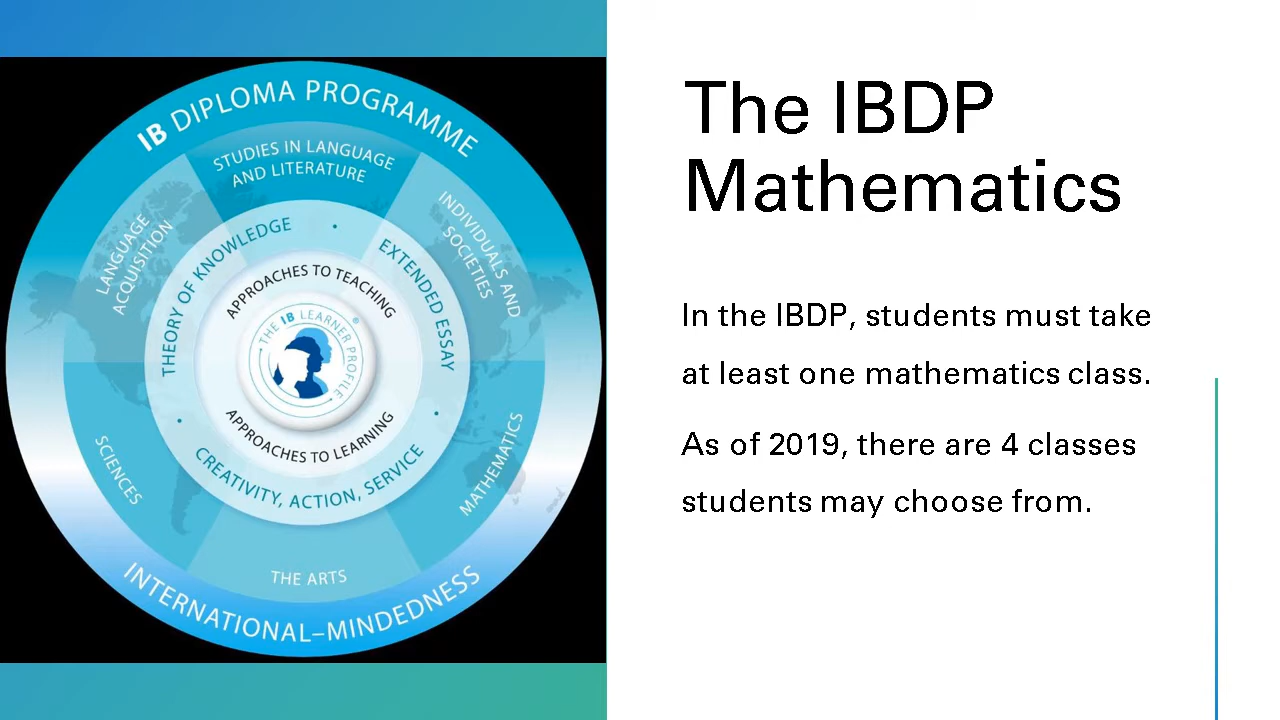 IB DIPLOMA PROGRAMME
STUDIES IN LANGUAGE
AND LITERATURE
LANGUAGE
ACQUISITION
INDIVIDUALS AND
SOCIETIES
THEORY OF KNOWLEDGE
EXTENDED ESSAY
APPROACHES TO TEACHING
THE IB LEARNER PROFILE®
APPROACHES TO LEARNING
CREATIVITY, ACTION, SERVICE
SCIENCES
MATHEMATICS
THE ARTS
INTERNATIONAL–MINDEDNESS
The IBDP
Mathematics
In the IBDP, students must take
at least one mathematics class.
As of 2019, there are 4 classes
students may choose from.